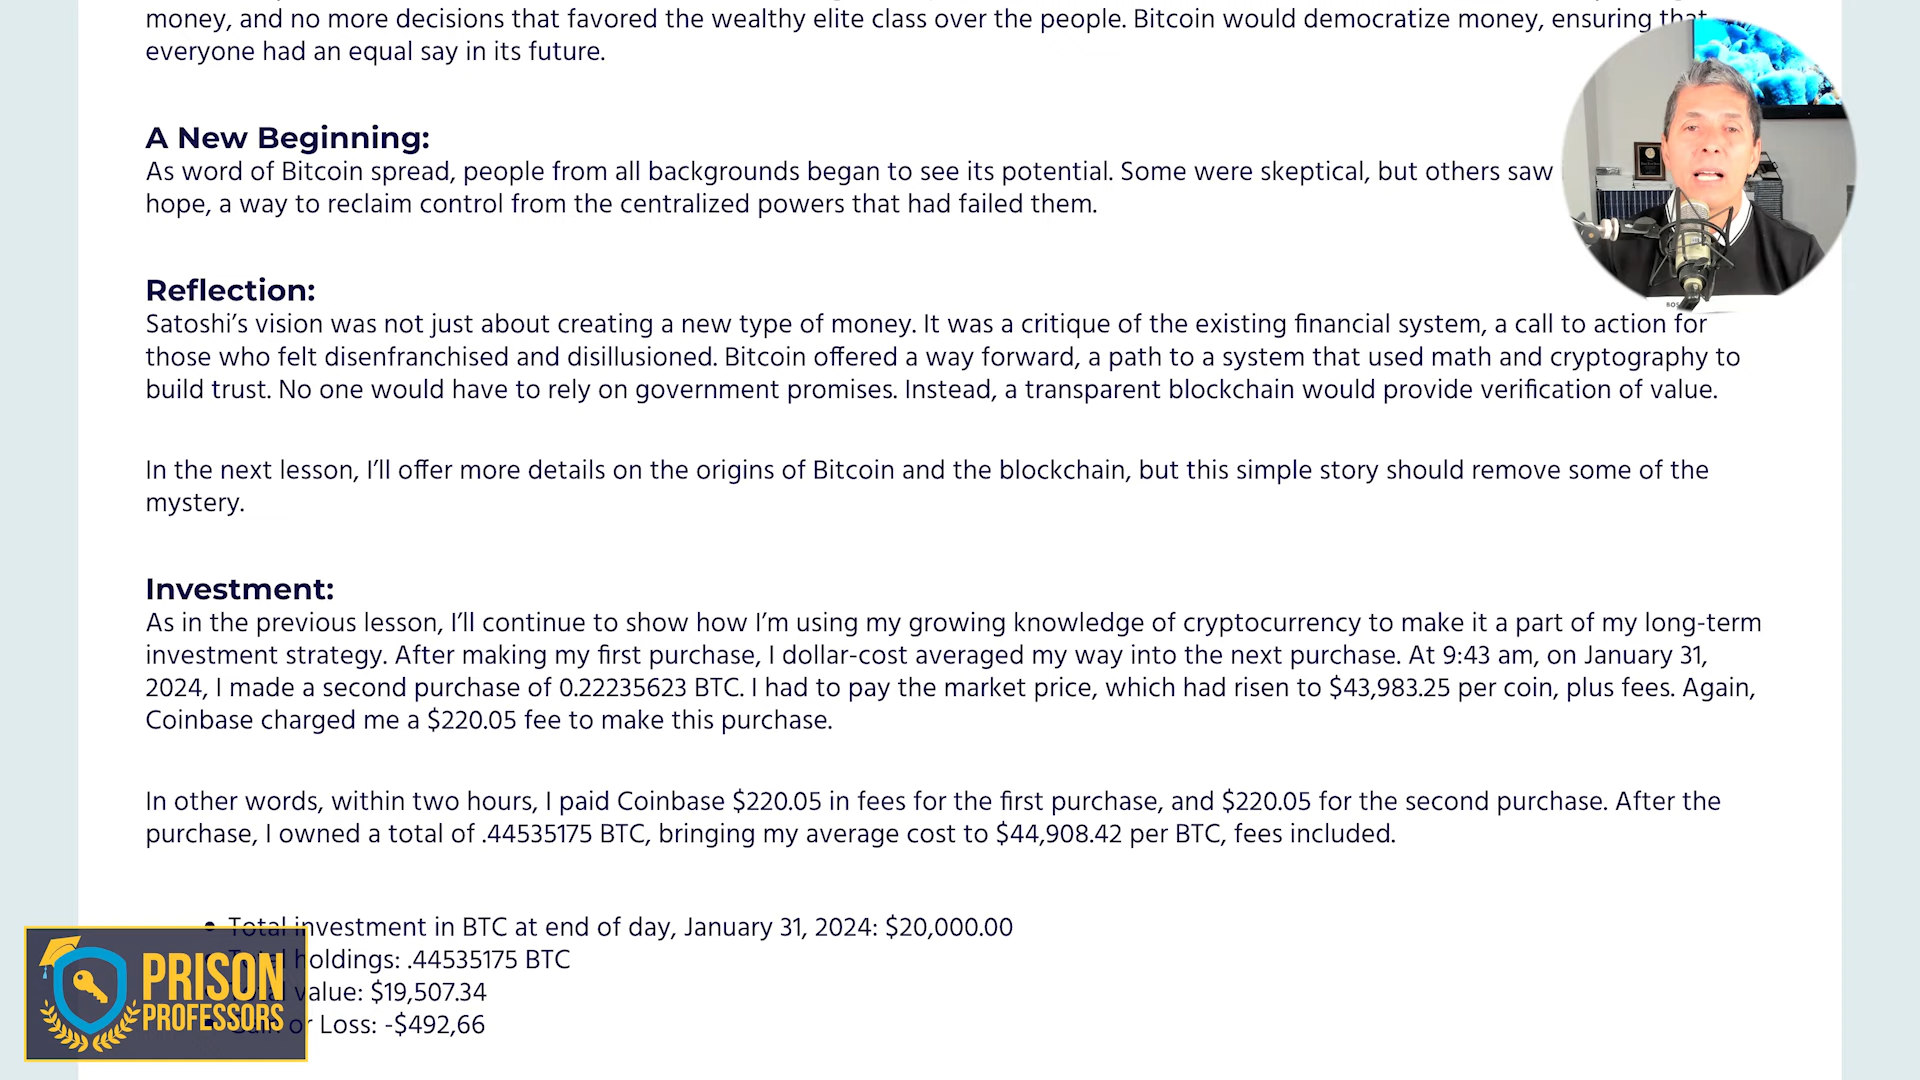 money, and no more decisions that favored the wealthy elite class over the people. Bitcoin would democratize money, ensuring that
everyone had an equal say in its future.
A New Beginning:
As word of Bitcoin spread, people from all backgrounds began to see its potential. Some were skeptical, but others saw
hope, a way to reclaim control from the centralized powers that had failed them.
Reflection:
Satoshi's vision was not just about creating a new type of money. It was a critique of the existing financial system, a call to action for
those who felt disenfranchised and disillusioned. Bitcoin offered a way forward, a path to a system that used math and cryptography to
build trust. No one would have to rely on government promises. Instead, a transparent blockchain would provide verification of value.
In the next lesson, I'll offer more details on the origins of Bitcoin and the blockchain, but this simple story should remove some of the
mystery.
Investment:
As in the previous lesson, I'll continue to show how I'm using my growing knowledge of cryptocurrency to make it a part of my long-term
investment strategy. After making my first purchase, I dollar-cost averaged my way into the next purchase. At 9:43 am, on January 31,
2024, I made a second purchase of 0.22235623 BTC. I had to pay the market price, which had risen to $43,983.25 per coin, plus fees. Again,
Coinbase charged me a $220.05 fee to make this purchase.
In other words, within two hours, I paid Coinbase $220.05 in fees for the first purchase, and $220.05 for the second purchase. After the
purchase, I owned a total of .44535175 BTC, bringing my average cost to $44,908.42 per BTC, fees included.
• Total investment in BTC at end of day, January 31, 2024: $20,000.00
• Total holdings: .44535175 BTC
• Total value: $19,507.34
• Gain or Loss: -$492,66
PRISON
PROFESSORS